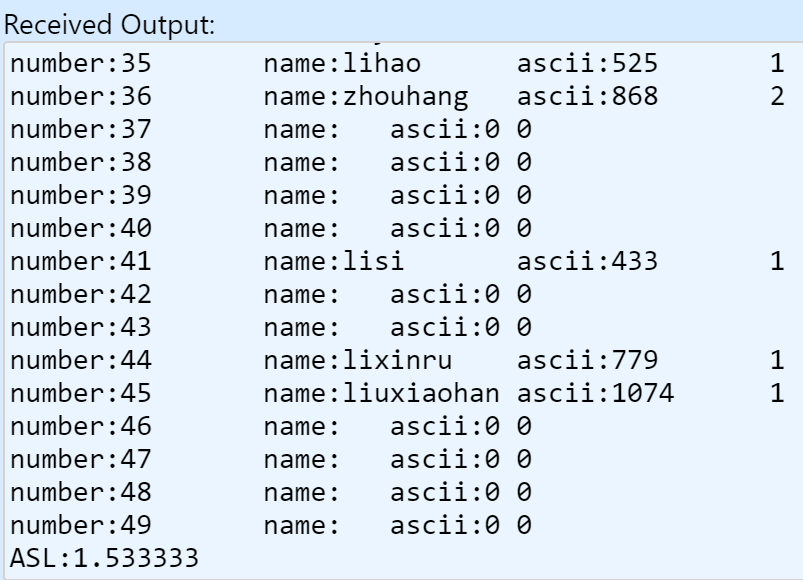 Received Output:
number:35 name:lihao ascii:525 1
number:36 name:zhouhang ascii:868 2
number:37 name: ascii:0 0
number:38 name: ascii:0 0
number:39 name: ascii:0 0
number:40 name: ascii:0 0
number:41 name:lisi ascii:433 1
number:42 name: ascii:0 0
number:43 name: ascii:0 0
number:44 name:lixinru ascii:779 1
number:45 name:liuxiaohan ascii:1074 1
number:46 name: ascii:0 0
number:47 name: ascii:0 0
number:48 name: ascii:0 0
number:49 name: ascii:0 0
ASL:1.533333